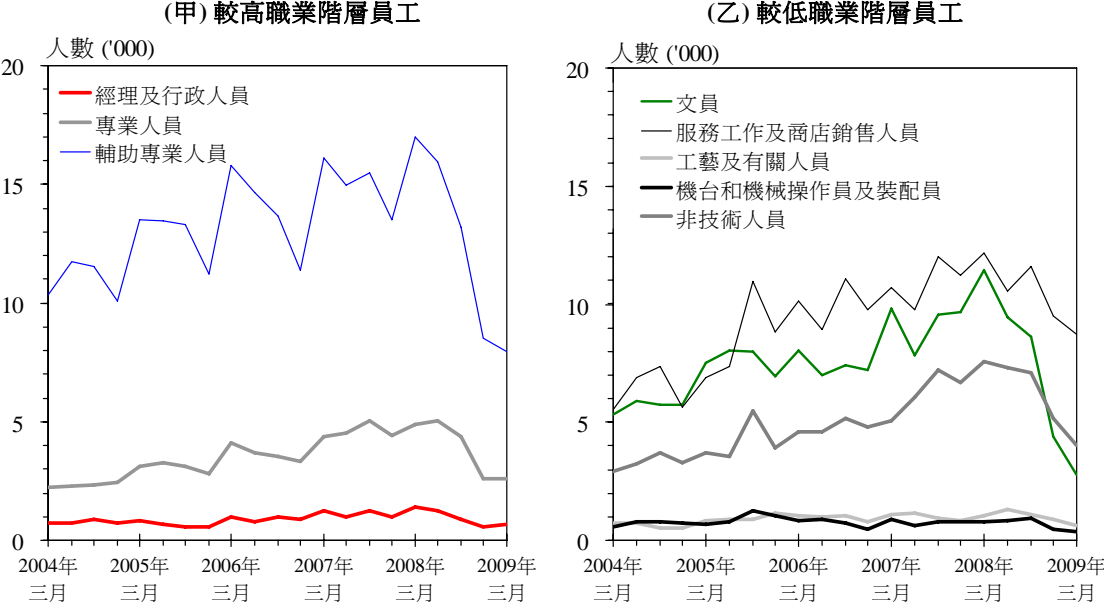 (甲) 較高職業階層員工
人數 ('000)
20
15
10
5
0
經理及行政人員
專業人員
輔助專業人員
2004年 三月
2005年 三月
2006年 三月
2007年 三月
2008年 三月
2009年 三月
(乙) 較低職業階層員工
人數 ('000)
20
15
10
5
0
文員
服務工作及商店銷售人員
工藝及有關人員
機台和機械操作員及裝配員
非技術人員
2004年 三月
2005年 三月
2006年 三月
2007年 三月
2008年 三月
2009年 三月